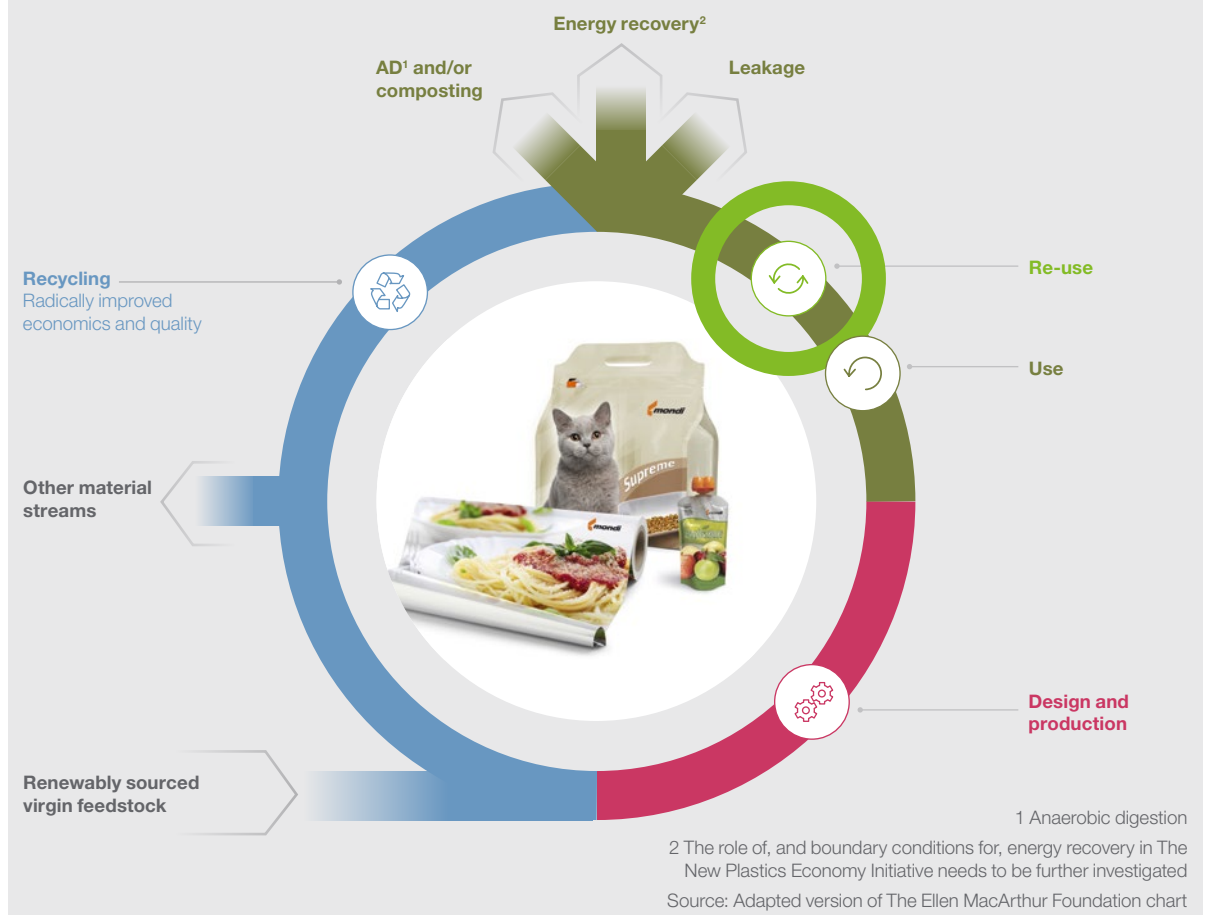 Energy recovery²
AD¹ and/or
composting
Leakage
Recycling
Radically improved
economics and quality
Re-use
Use
mondi
Supreme
mondi
Other material
streams
Design and
production
Renewably sourced
virgin feedstock
1 Anaerobic digestion
2 The role of, and boundary conditions for, energy recovery in The
New Plastics Economy Initiative needs to be further investigated
Source: Adapted version of The Ellen MacArthur Foundation chart